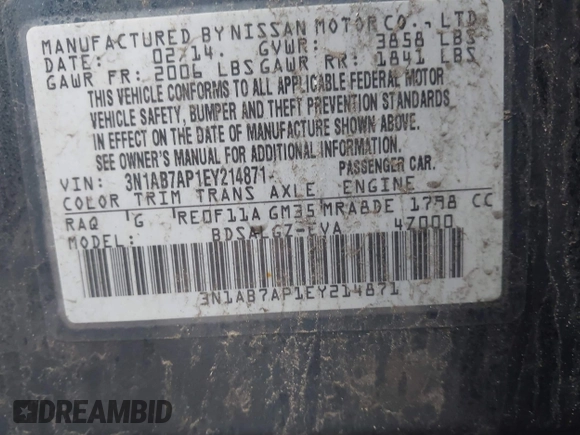 MANUFACTURED BY NISSAN MOTOR CO., LTD.
DATE: 02/14. GVWR: 3858 LBS
GAWR FR: 2006 LBS GAWR RR: 1841 LBS
THIS VEHICLE CONFORMS TO ALL APPLICABLE FEDERAL MOTOR
VEHICLE SAFETY, BUMPER AND THEFT PREVENTION STANDARDS
IN EFFECT ON THE DATE OF MANUFACTURE SHOWN ABOVE.
SEE OWNER'S MANUAL FOR ADDITIONAL INFORMATION.
VIN: 3N1AB7AP1EY214871 PASSENGER CAR.
COLOR TRIM TRANS AXLE ENGINE
RAQ G RE0F11A GM35 MRA8DE 1798 CC
MODEL: BDSALGZ-EVA 47000
3N1AB7AP1EY214871
DREAMBID